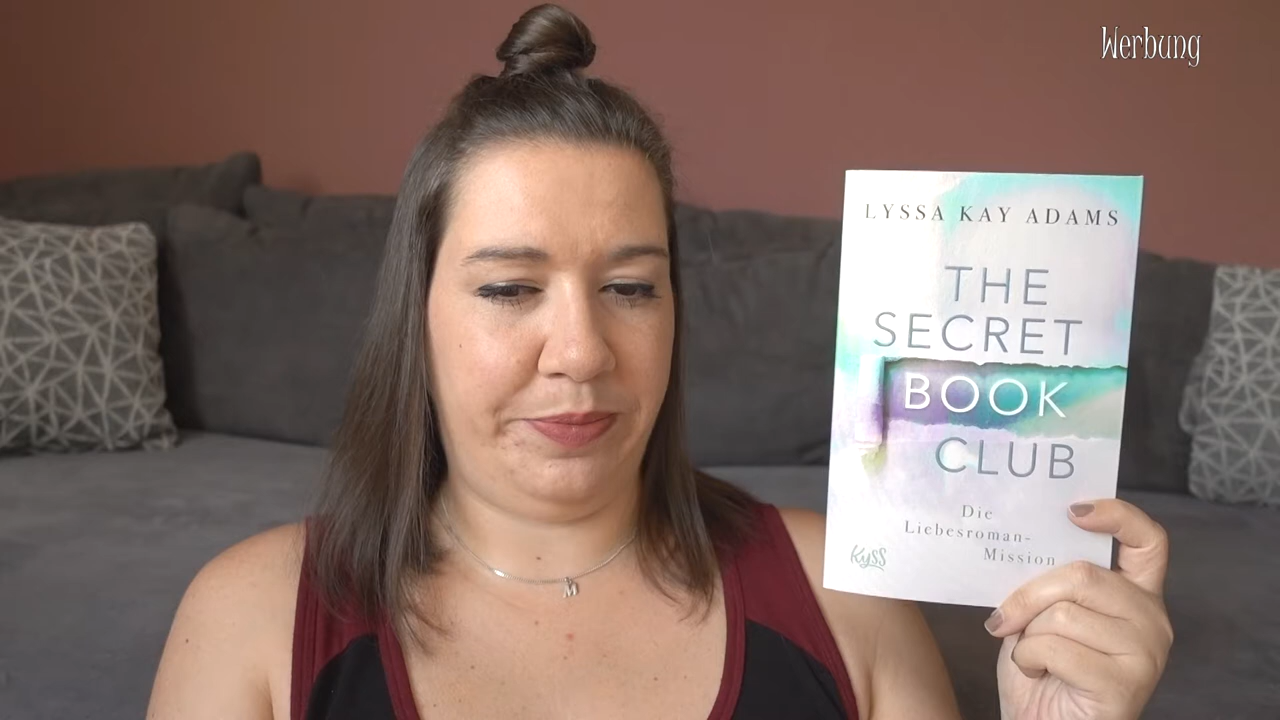 Werbung
LYSSA KAY ADAMS
THE
SECRET
BOOK
CLUB
Die
Liebesroman-
Mission
KySS
M